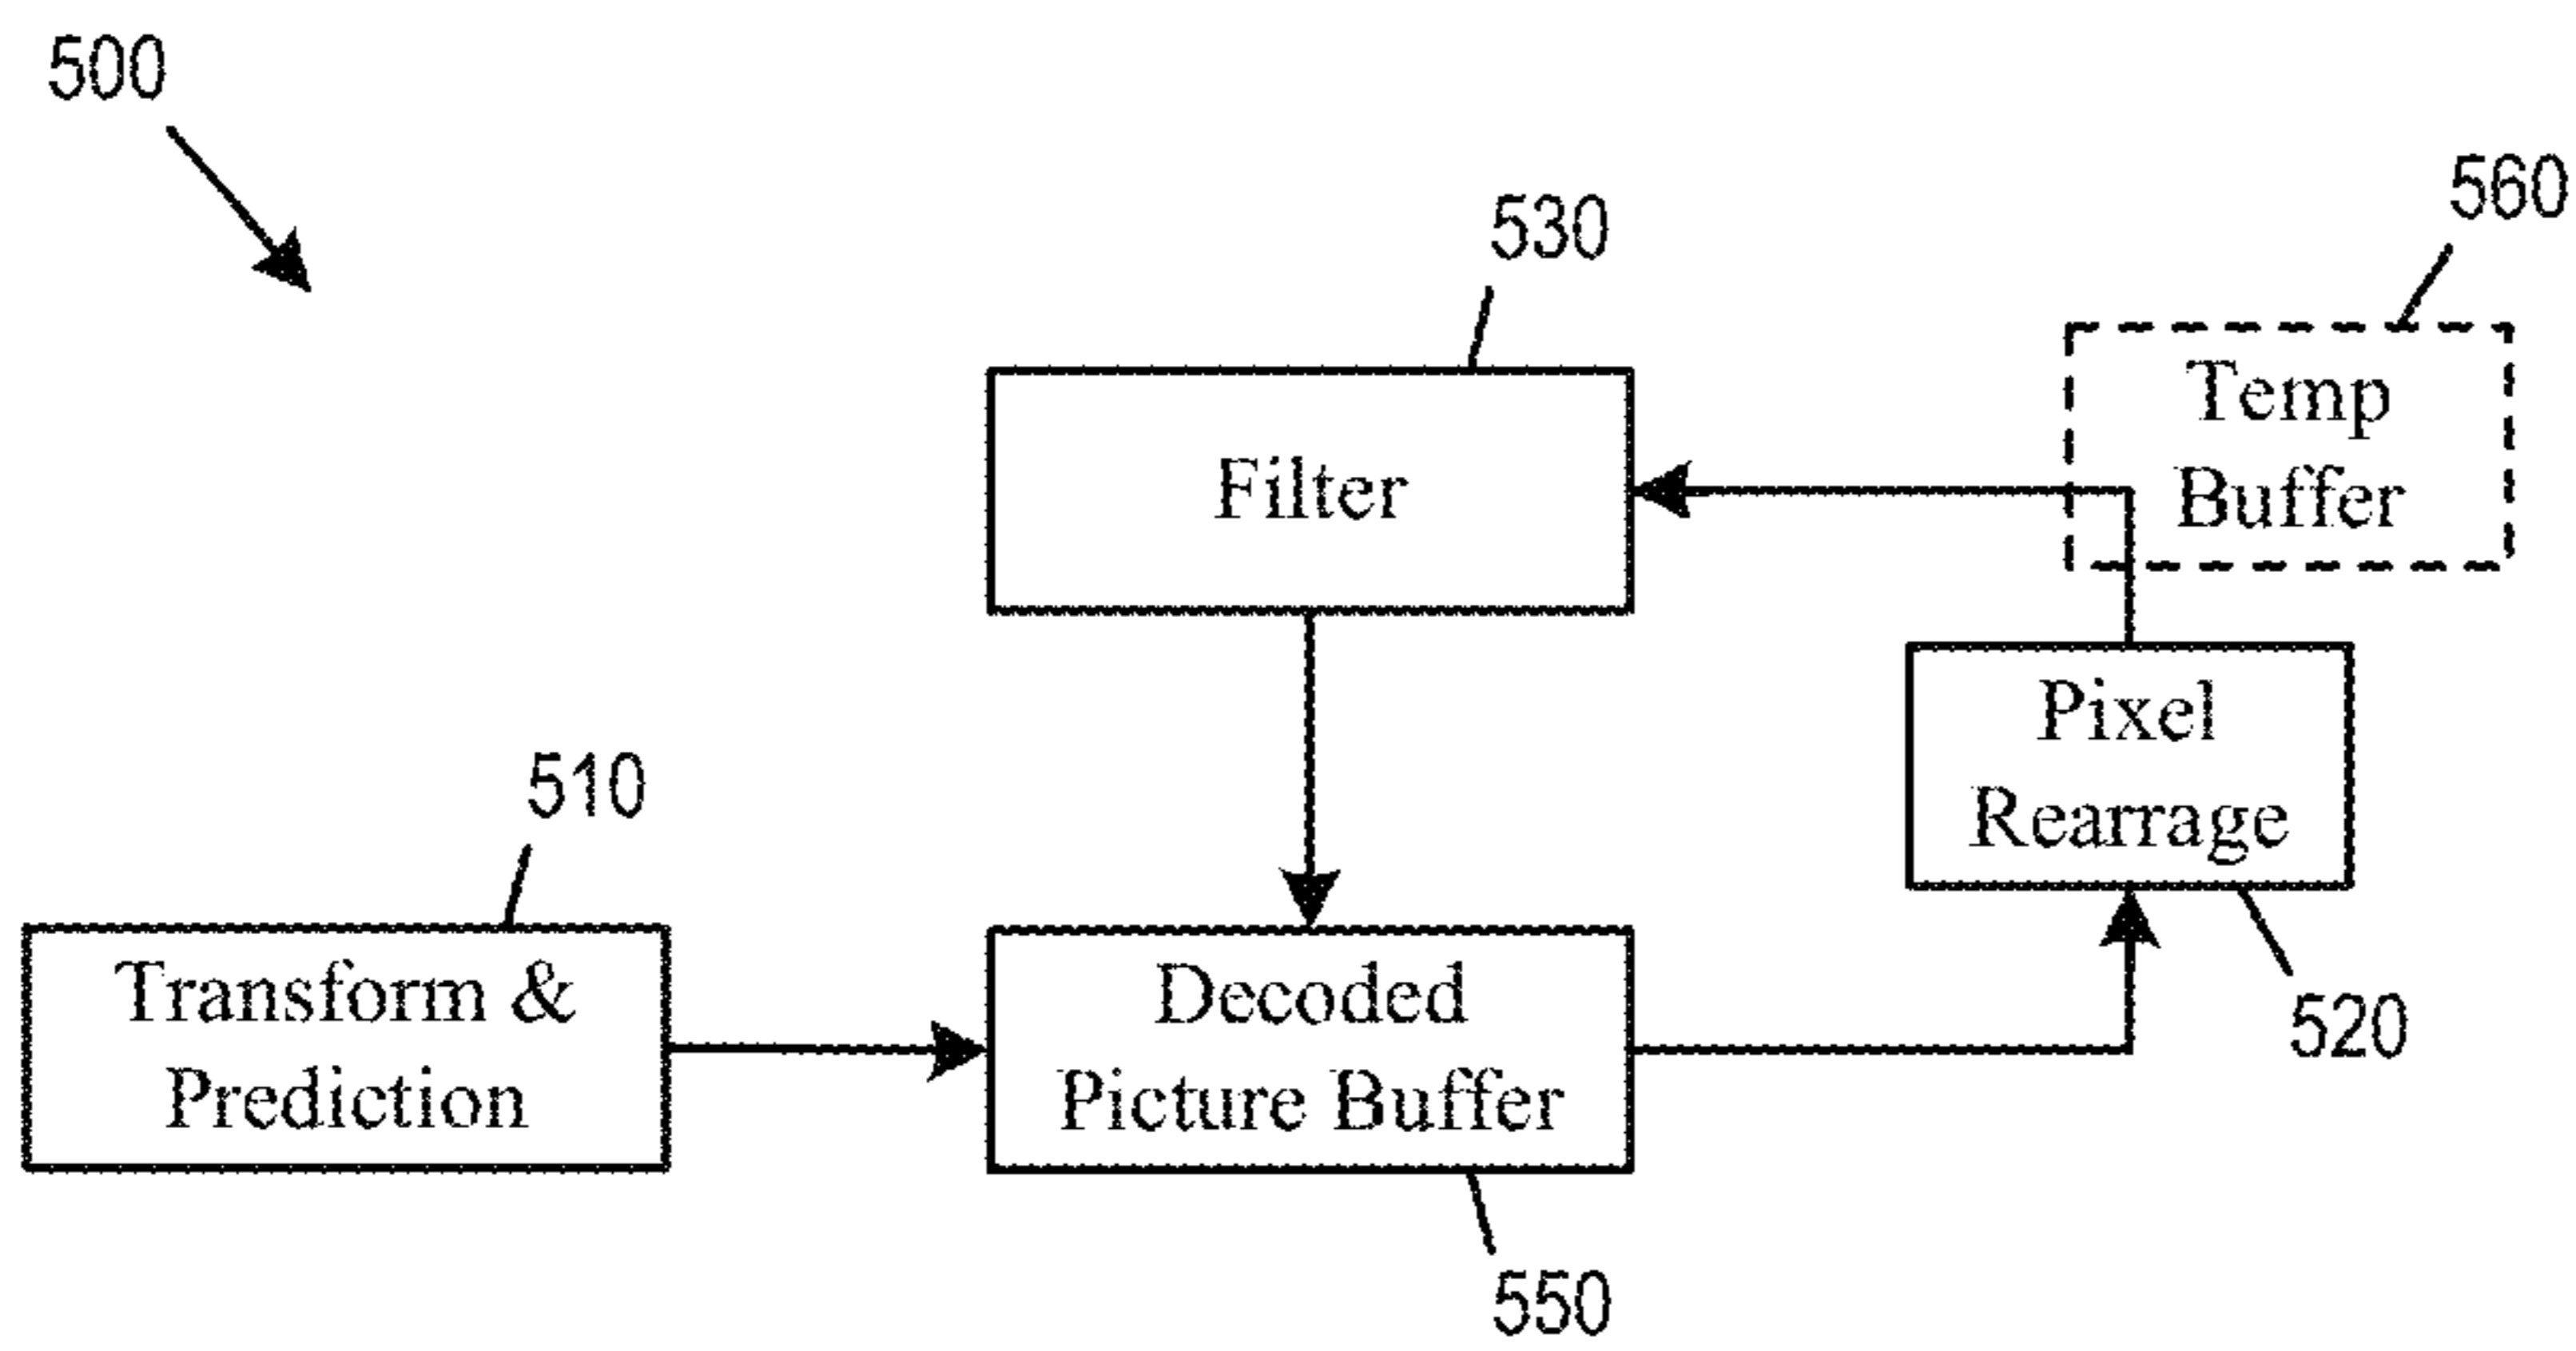 500
560
530
Temp
Buffer
Filter
Pixel
Rearrage
510
520
Transform &
Prediction
Decoded
Picture Buffer
550